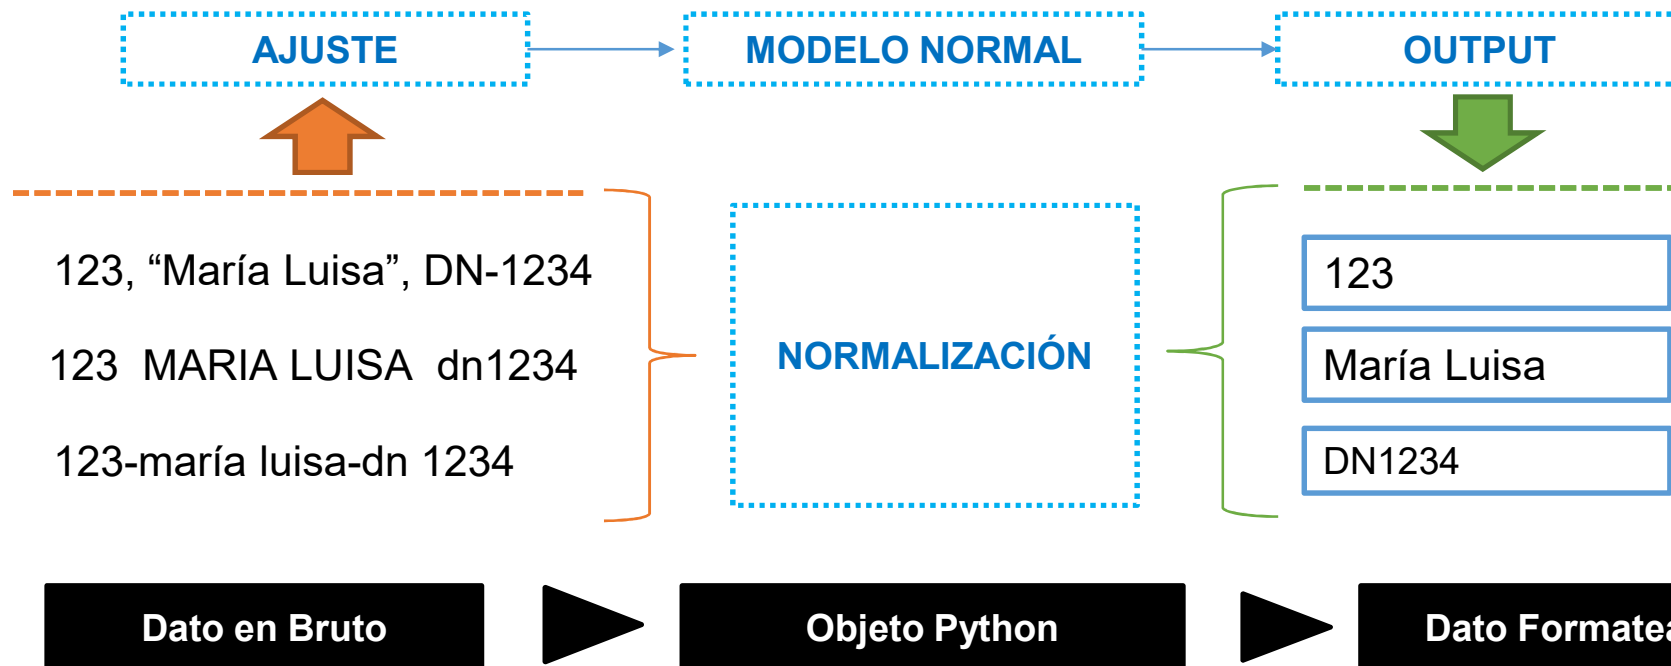 AJUSTE
MODELO NORMAL
OUTPUT
123, “María Luisa”, DN-1234
123 MARIA LUISA dn1234
123-maría luisa-dn 1234
NORMALIZACIÓN
123
María Luisa
DN1234
Dato en Bruto
Objeto Python
Dato